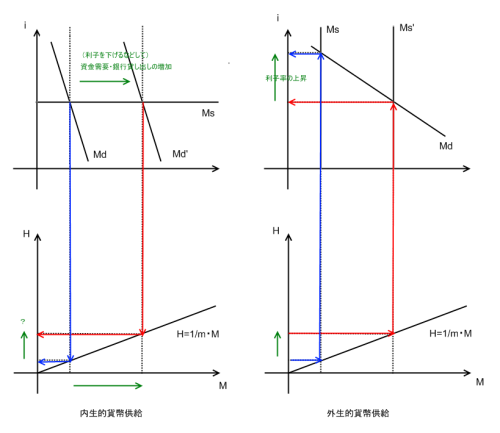 i
(利子を下げるなどして)
資金需要・銀行貸し出しの増加
Ms
Md
Md'
H
?
H=1/m・M
M
内生的貨幣供給
i
Ms
Ms'
利子率の上昇
Md
H
H=1/m・M
M
外生的貨幣供給